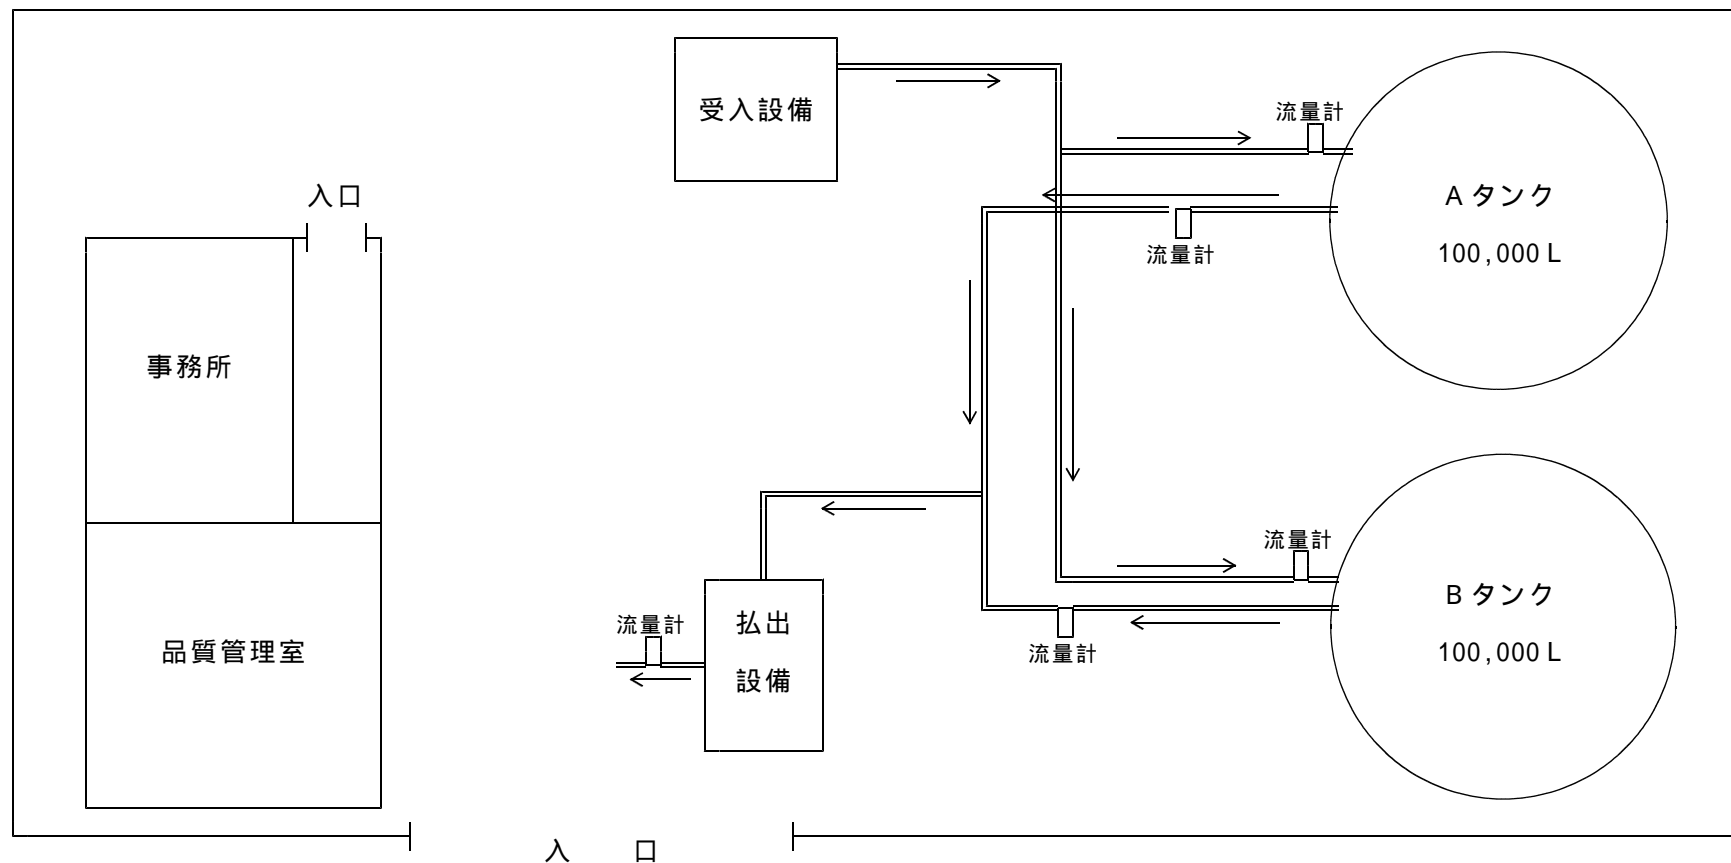 受入設備
流量計
入口
Aタンク
100,000L
流量計
事務所
流量計
Bタンク
100,000L
払出
設備
流量計
流量計
品質管理室
入口